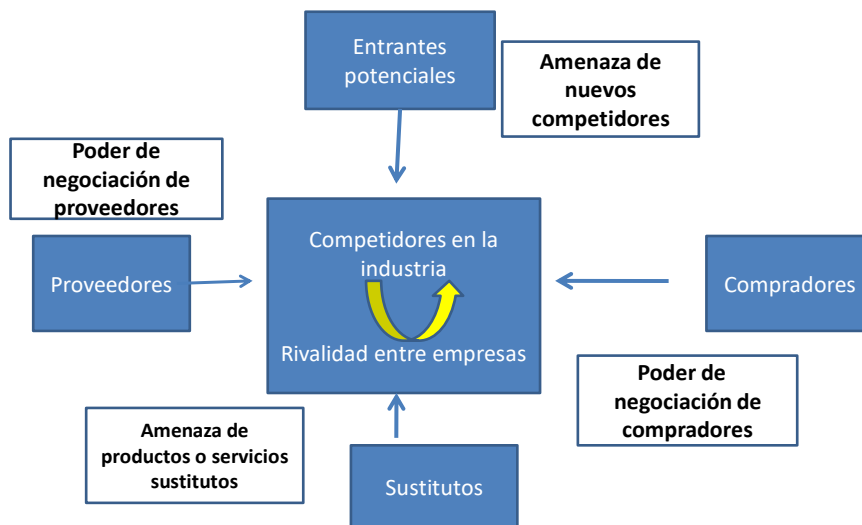 Entrantes
potenciales
Amenaza de
nuevos
competidores
Poder de
negociación de
proveedores
Proveedores
Competidores en la
industria
Rivalidad entre empresas
Compradores
Poder de
negociación de
compradores
Amenaza de
productos o servicios
sustitutos
Sustitutos